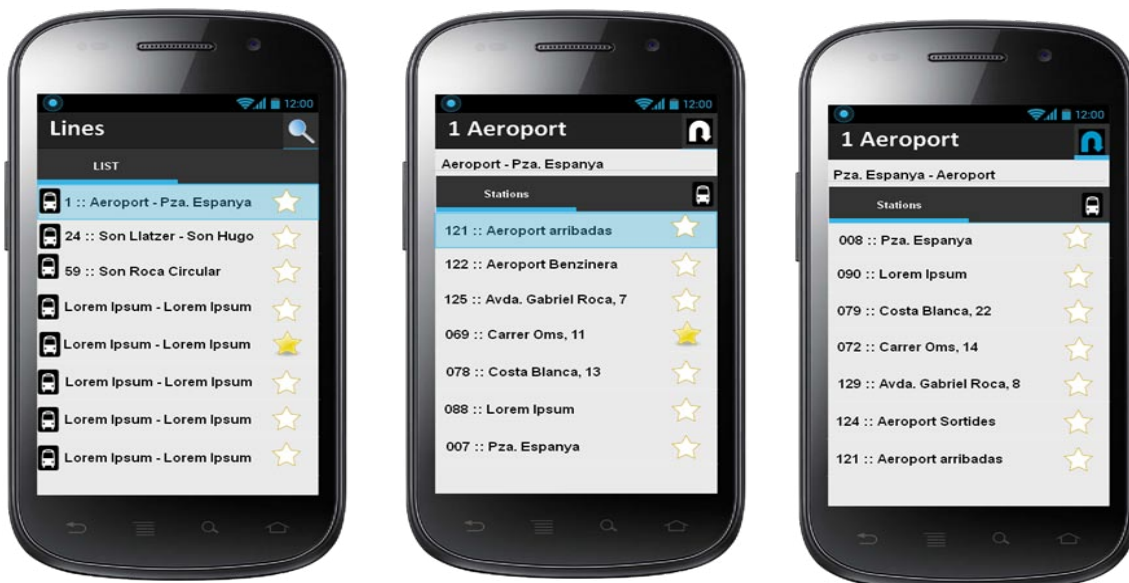 12:00
Lines
LIST
1 :: Aeroport - Pza. Espanya
24 :: Son Llatzer - Son Hugo
59 :: Son Roca Circular
Lorem Ipsum - Lorem Ipsum
Lorem Ipsum - Lorem Ipsum
Lorem Ipsum - Lorem Ipsum
Lorem Ipsum - Lorem Ipsum
Lorem Ipsum - Lorem Ipsum
12:00
1 Aeroport
Aeroport - Pza. Espanya
Stations
121 :: Aeroport arribadas
122 :: Aeroport Benzinera
125 :: Avda. Gabriel Roca, 7
069 :: Carrer Oms, 11
078 :: Costa Blanca, 13
088 :: Lorem Ipsum
007 :: Pza. Espanya
12:00
1 Aeroport
Pza. Espanya - Aeroport
Stations
008 :: Pza. Espanya
090 :: Lorem Ipsum
079 :: Costa Blanca, 22
072 :: Carrer Oms, 14
129 :: Avda. Gabriel Roca, 8
124 :: Aeroport Sortides
121 :: Aeroport arribadas